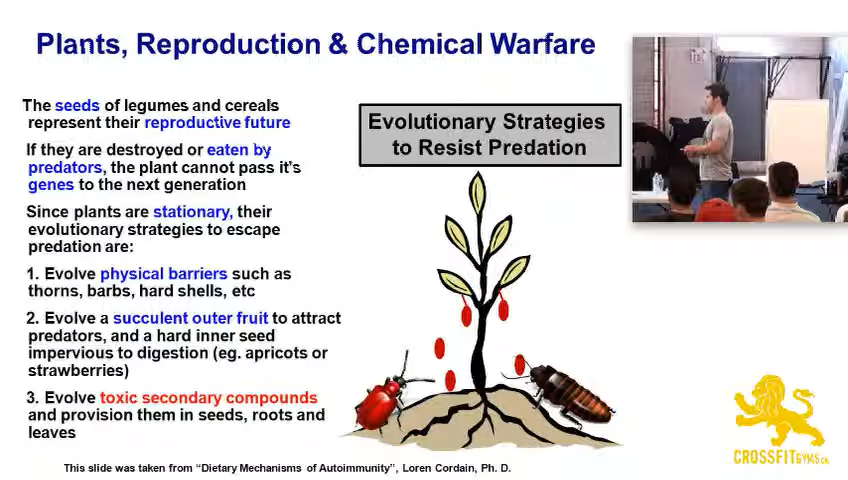 Plants, Reproduction & Chemical Warfare
The seeds of legumes and cereals
represent their reproductive future
If they are destroyed or eaten by
predators, the plant cannot pass it's
genes to the next generation
Since plants are stationary, their
evolutionary strategies to escape
predation are:
1. Evolve physical barriers such as
thorns, barbs, hard shells, etc
2. Evolve a succulent outer fruit to attract
predators, and a hard inner seed
impervious to digestion (eg. apricots or
strawberries)
3. Evolve toxic secondary compounds
and provision them in seeds, roots and
leaves
Evolutionary Strategies
to Resist Predation
EXIT
CROSSFITGYMS.CA
This slide was taken from “Dietary Mechanisms of Autoimmunity”, Loren Cordain, Ph. D.